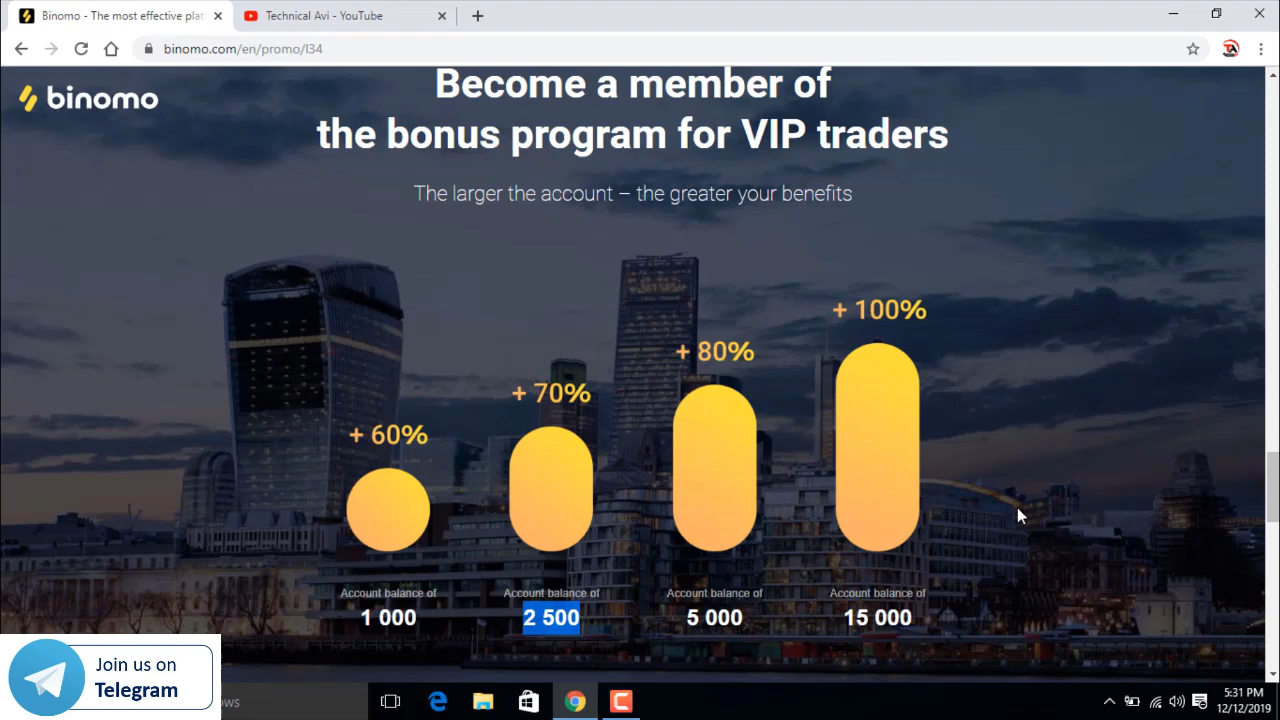 Binomo - The most effective plat
Technical Avi - YouTube
binomo.com/en/promo/l34
binomo
Become a member of
the bonus program for VIP traders
The larger the account – the greater your benefits
+ 100%
+ 80%
+ 70%
+ 60%
Account balance of
1 000
Account balance of
2 500
Account balance of
5 000
Account balance of
15 000
Join us on
Telegram
ows
5:31 PM
12/12/2019